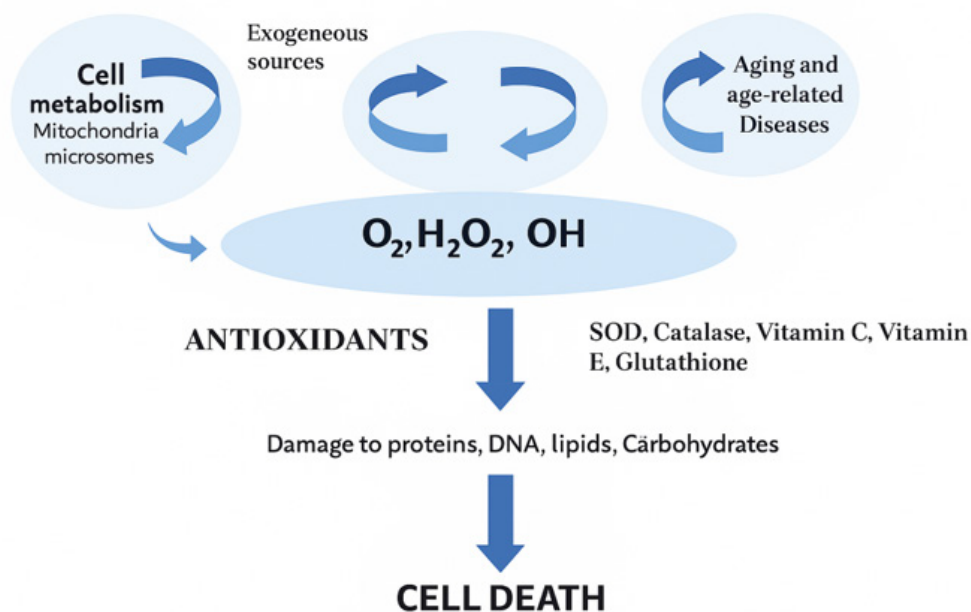 Cell
metabolism
Mitochondria
microsomes
Exogeneous
sources
Aging and
age-related
Diseases
O₂, H₂O₂, OH
ANTIOXIDANTS
SOD, Catalase, Vitamin C, Vitamin
E, Glutathione
Damage to proteins, DNA, lipids, Cärbohydrates
CELL DEATH